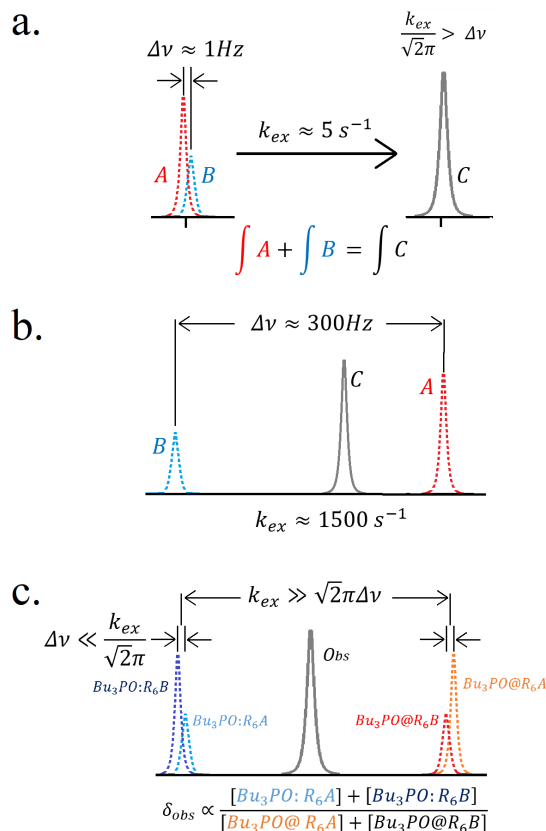 a.
Δν ≈ 1Hz
k_ex/√2π > Δν
k_ex ≈ 5 s⁻¹
A
B
C
∫ A + ∫ B = ∫ C
b.
Δν ≈ 300Hz
C
A
B
k_ex ≈ 1500 s⁻¹
c.
k_ex ≫ √2πΔν
Δν ≪ k_ex/√2π
Obs
Bu₃PO:R₆B
Bu₃PO:R₆A
Bu₃PO@R₆A
Bu₃PO@R₆B
δ_obs ∝ [Bu₃PO: R₆A] + [Bu₃PO: R₆B]
[Bu₃PO@ R₆A] + [Bu₃PO@R₆B]